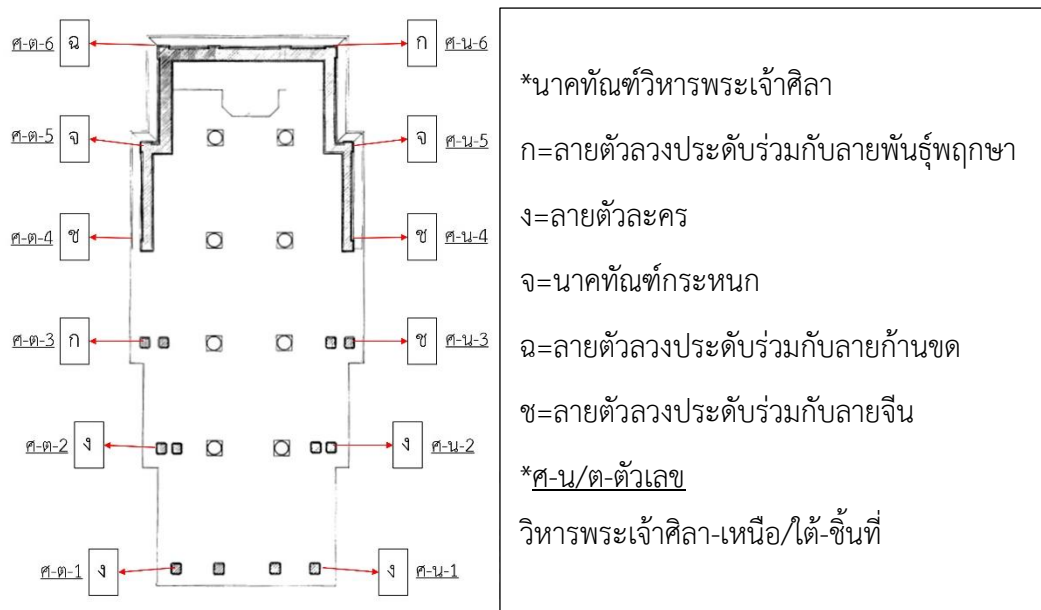 ศ-ต-6 ฉ ก ศ-น-6
ศ-ต-5 จ จ ศ-น-5
ศ-ต-4 ช ช ศ-น-4
ศ-ต-3 ก ช ศ-น-3
ศ-ต-2 ง ง ศ-น-2
ศ-ต-1 ง ง ศ-น-1
*นาคทัณฑ์วิหารพระเจ้าศิลา
ก=ลายตัวลวงประดับร่วมกับลายพันธุ์พฤกษา
ง=ลายตัวละคร
จ=นาคทัณฑ์กระหนก
ฉ=ลายตัวลวงประดับร่วมกับลายก้านขด
ช=ลายตัวลวงประดับร่วมกับลายจีน
*ศ-น/ต-ตัวเลข
วิหารพระเจ้าศิลา-เหนือ/ใต้-ชิ้นที่